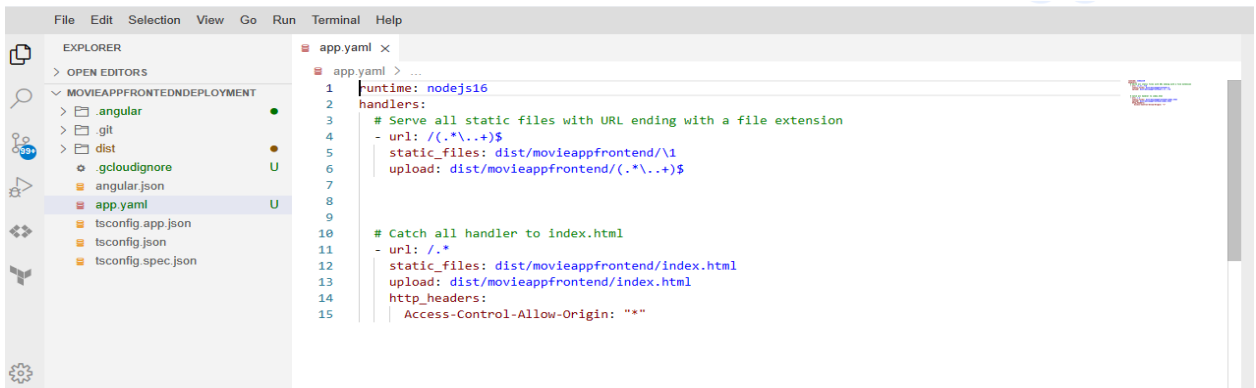 File Edit Selection View Go Run Terminal Help
EXPLORER
> OPEN EDITORS
MOVIEAPPFRONTEDNDEPLOYMENT
> .angular
> .git
> dist
.gcloudignore U
angular.json
app.yaml U
tsconfig.app.json
tsconfig.json
tsconfig.spec.json
99+
app.yaml ×
app.yaml > ...
1 runtime: nodejs16
2 handlers:
3 # Serve all static files with URL ending with a file extension
4 - url: /(.*\..+)$
5 static_files: dist/movieappfrontend/\1
6 upload: dist/movieappfrontend/(.*\..+)$
7
8
9
10 # Catch all handler to index.html
11 - url: /.*
12 static_files: dist/movieappfrontend/index.html
13 upload: dist/movieappfrontend/index.html
14 http_headers:
15 Access-Control-Allow-Origin: "*"